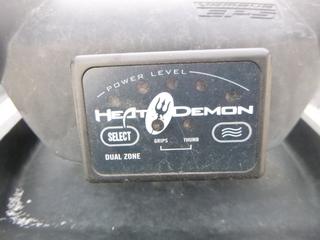 POWER LEVEL
HEAT DEMON
SELECT
GRIPS THUMB
DUAL ZONE